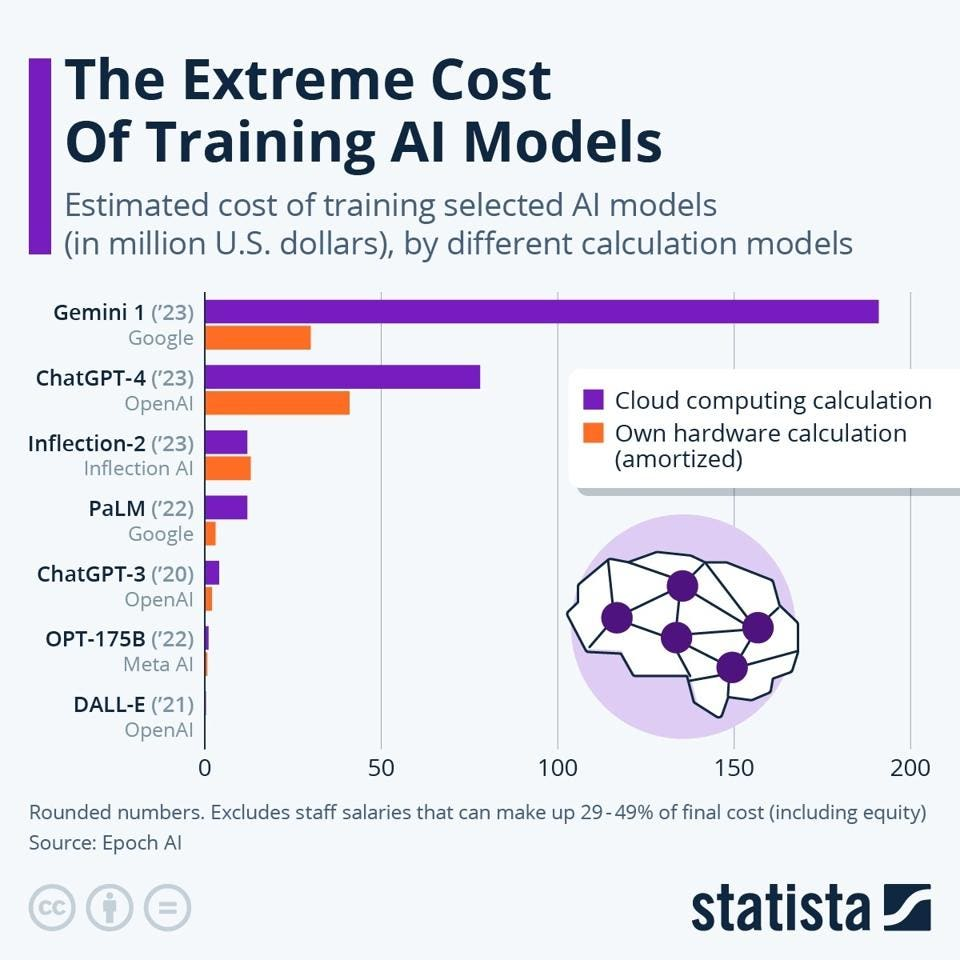 The Extreme Cost
Of Training AI Models
Estimated cost of training selected AI models
(in million U.S. dollars), by different calculation models
Gemini 1 (’23)
Google
ChatGPT-4 (’23)
OpenAI
Inflection-2 (’23)
Inflection AI
PaLM (’22)
Google
ChatGPT-3 (’20)
OpenAI
OPT-175B (’22)
Meta AI
DALL-E (’21)
OpenAI
Cloud computing calculation
Own hardware calculation
(amortized)
0 50 100 150 200
Rounded numbers. Excludes staff salaries that can make up 29-49% of final cost (including equity)
Source: Epoch AI
cc
statista